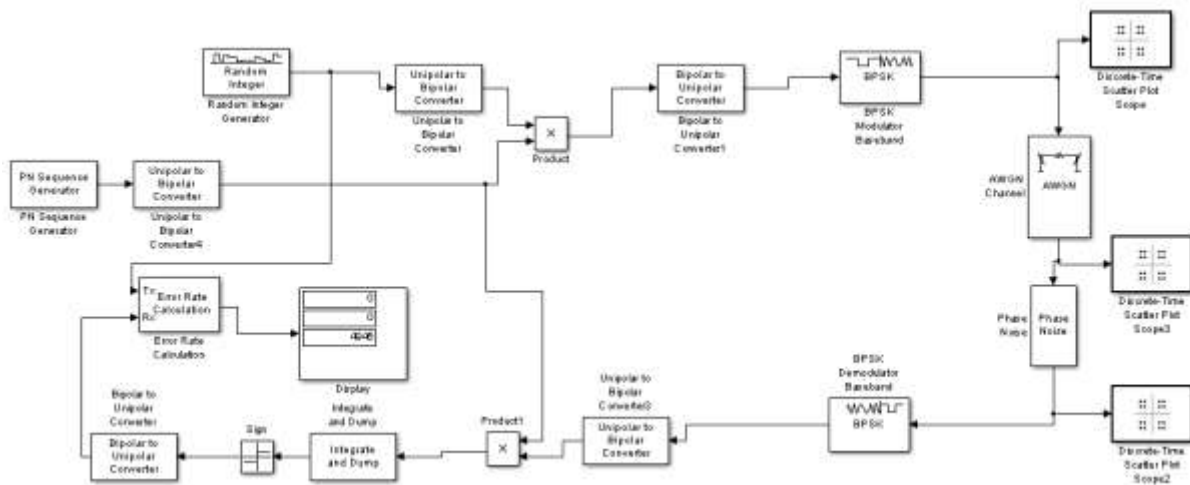 Random
Integer
Random Integer
Generator
Unipolar to
Bipolar
Converter
Unipolar to
Bipolar
Converter
×
Product
Bipolar to
Unipolar
Converter
Bipolar to
Unipolar
Converter1
BPSK
BPSK
Modulator
Baseband
Discrete-Time
Scatter Plot
Scope
PN Sequence
Generator
PN Sequence
Generator
Unipolar to
Bipolar
Converter
Unipolar to
Bipolar
Converter4
AWGN
Channel
AWGN
Discrete-Time
Scatter Plot
Scope3
Phase
Noise
Phase
Noise
Tx
Rx
Error Rate
Calculation
Error Rate
Calculation
0
0
Display
BPSK
Demodulator
Baseband
BPSK
Discrete-Time
Scatter Plot
Scope2
Unipolar to
Bipolar
Converter3
Unipolar to
Bipolar
Converter
Product1
×
Integrate
and Dump
Integrate
and Dump
Sign
Bipolar to
Unipolar
Converter
Bipolar to
Unipolar
Converter